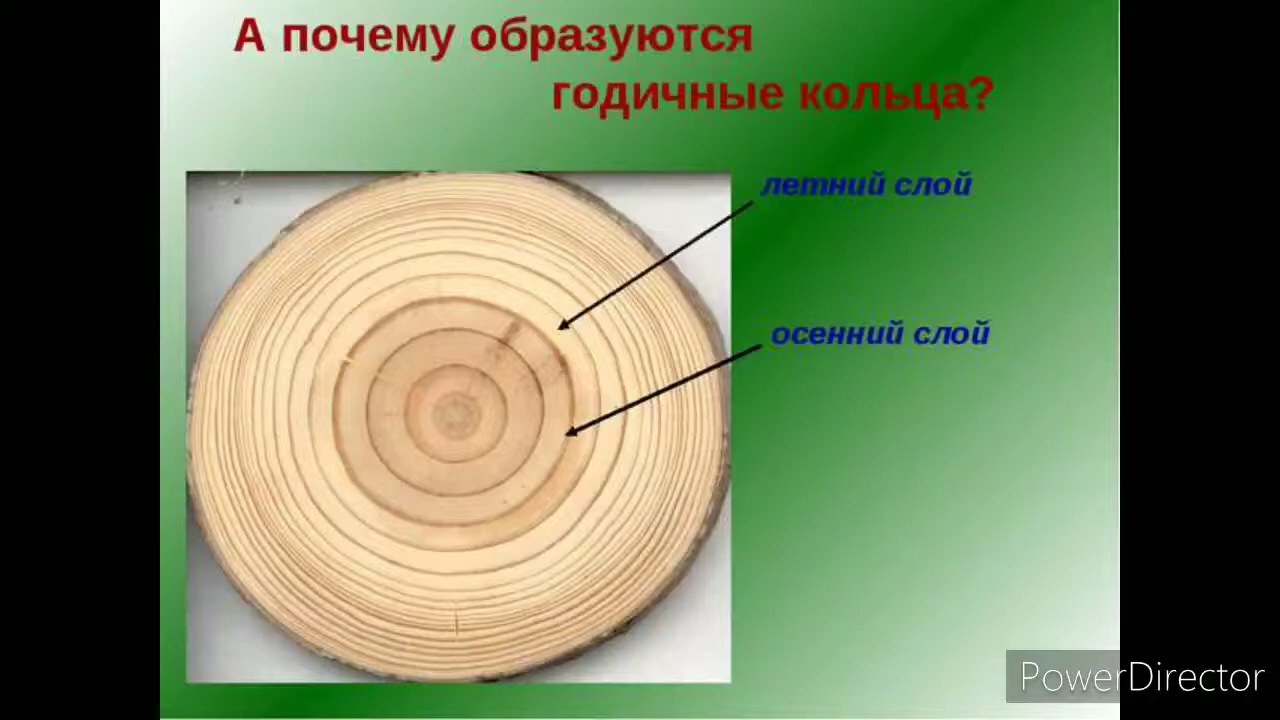 А почему образуются
годичные кольца?
летний слой
осенний слой
PowerDirector